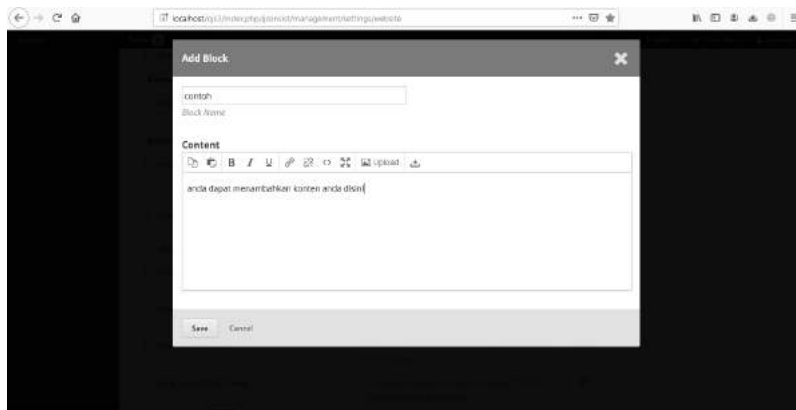 Add Block
contoh
Block Name
Content
B I U Upload
anda dapat menambahkan konten anda disini
Save Cancel